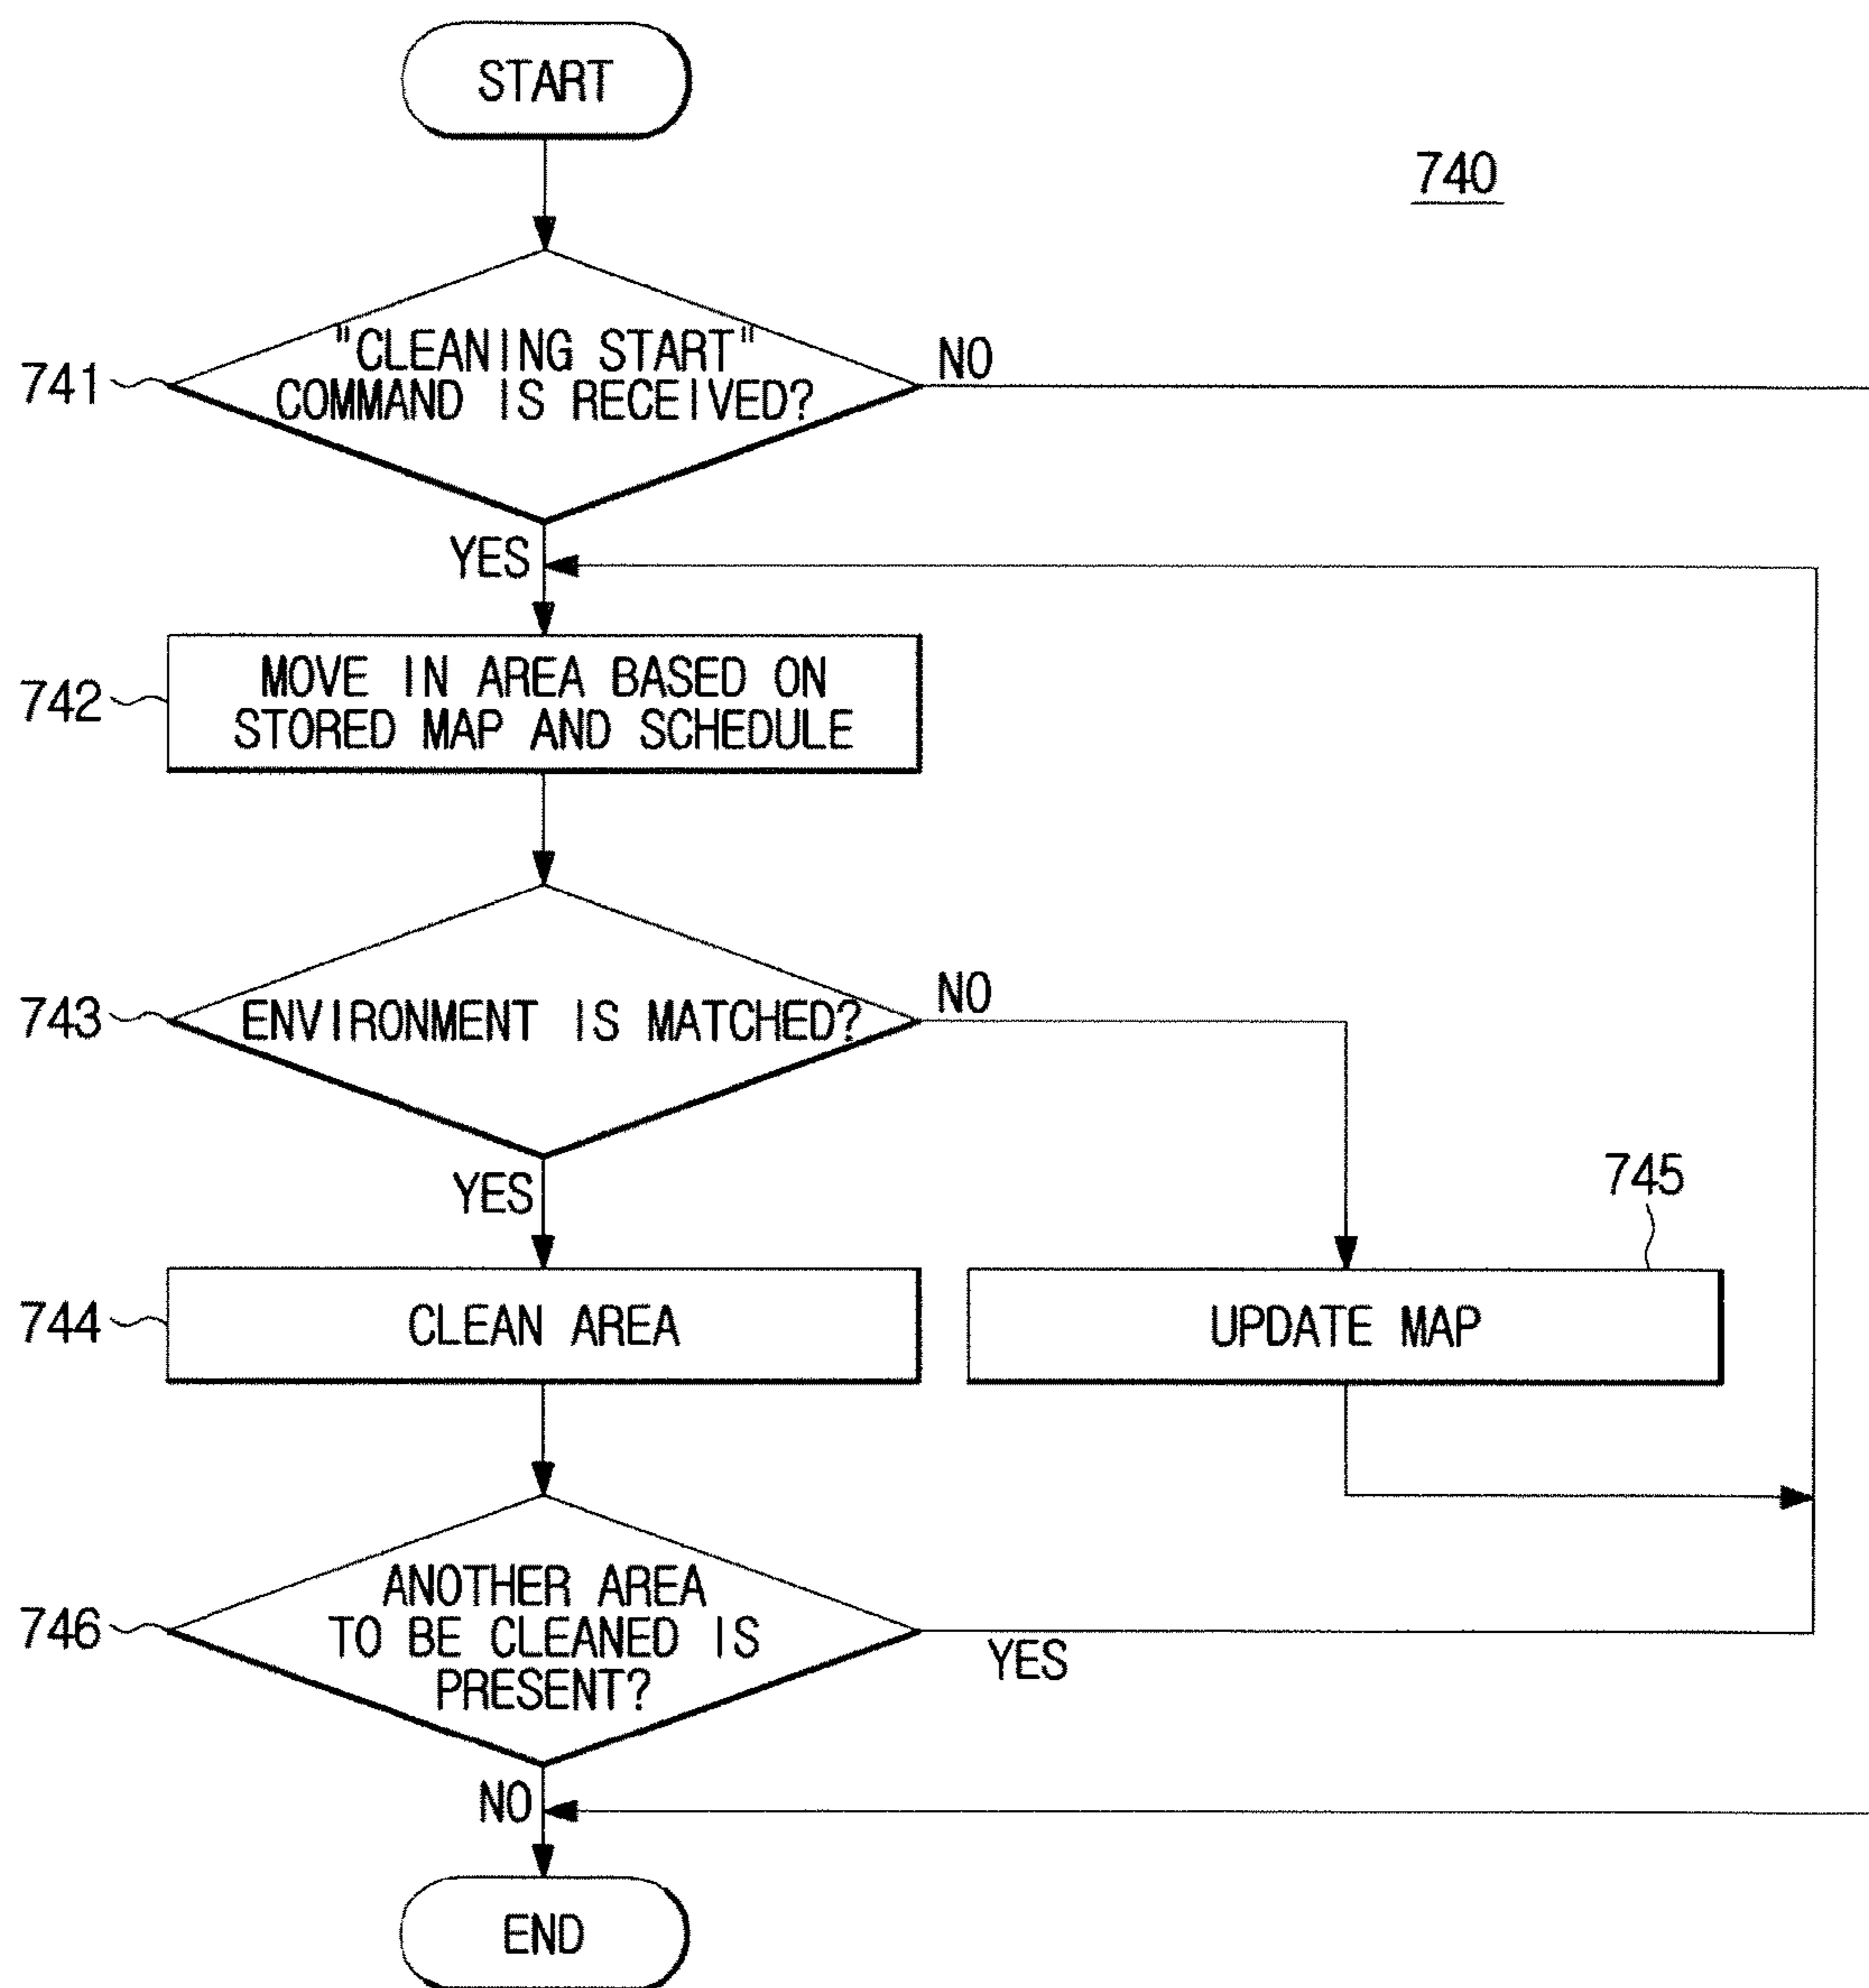 START
740
"CLEANING START"
COMMAND IS RECEIVED?
741
NO
YES
MOVE IN AREA BASED ON
STORED MAP AND SCHEDULE
742
ENVIRONMENT IS MATCHED?
743
NO
YES
745
CLEAN AREA
744
UPDATE MAP
ANOTHER AREA
TO BE CLEANED IS
PRESENT?
746
YES
NO
END